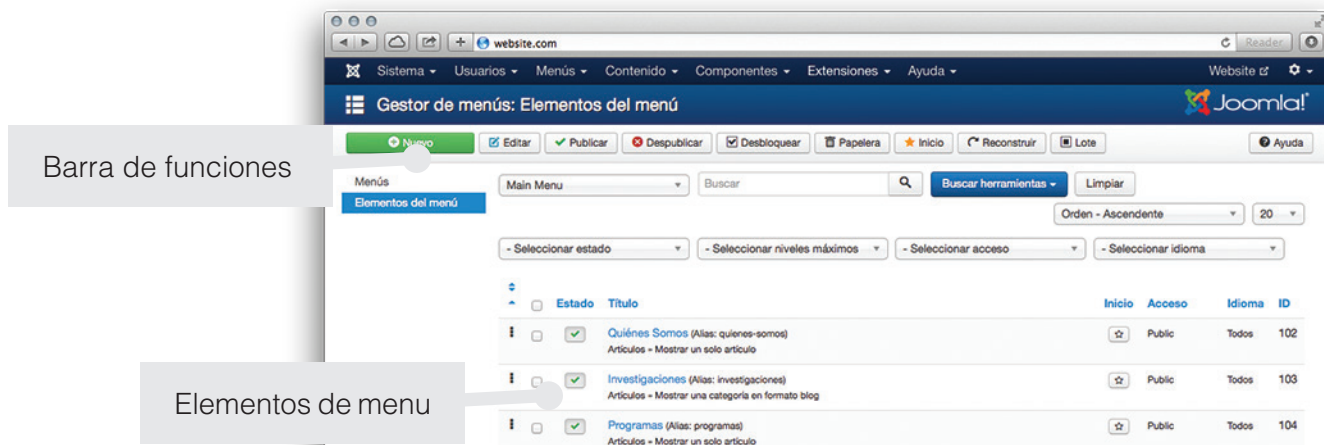 website.com
Reader
Sistema Usuarios Menús Contenido Componentes Extensiones Ayuda Website
Gestor de menús: Elementos del menú
Joomla!
Nuevo Editar Publicar Despublicar Desbloquear Papelera Inicio Reconstruir Lote Ayuda
Barra de funciones
Menús
Elementos del menú
Main Menu Buscar Buscar herramientas Limpiar
Orden - Ascendente 20
- Seleccionar estado - Seleccionar niveles máximos - Seleccionar acceso - Seleccionar idioma
Estado Título Inicio Acceso Idioma ID
Quiénes Somos (Alias: quienes-somos) Public Todos 102
Artículos » Mostrar un solo artículo
Investigaciones (Alias: investigaciones) Public Todos 103
Artículos » Mostrar una categoría en formato blog
Elementos de menu
Programas (Alias: programas) Public Todos 104
Artículos » Mostrar un solo artículo